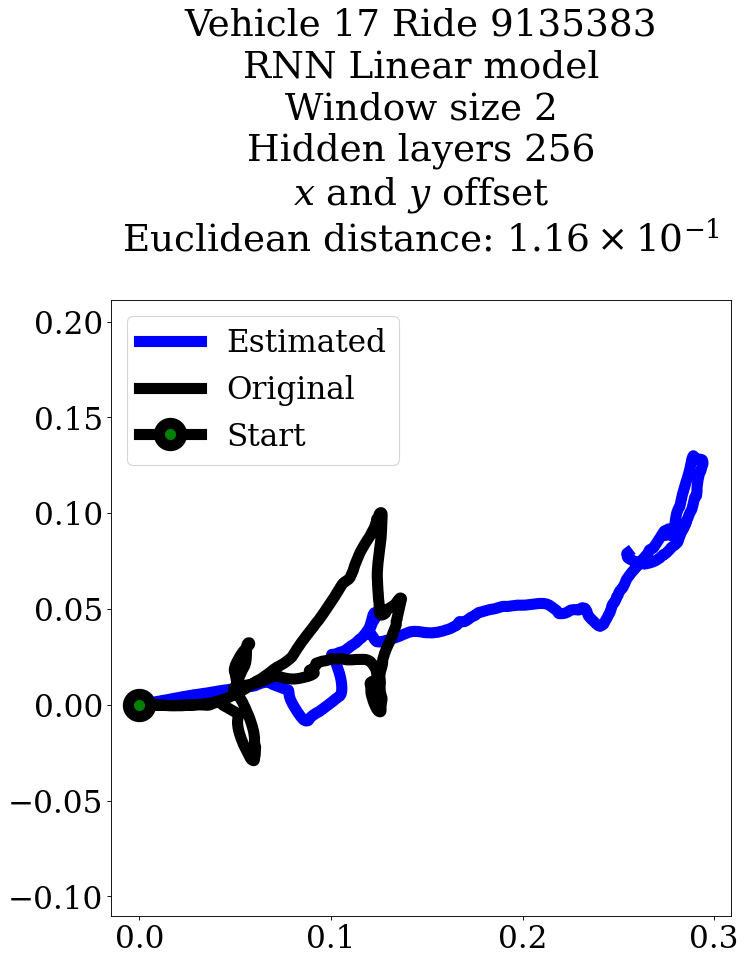 Vehicle 17 Ride 9135383
RNN Linear model
Window size 2
Hidden layers 256
x and y offset
Euclidean distance: 1.16 × 10⁻¹
0.20
0.15
0.10
0.05
0.00
−0.05
−0.10
Estimated
Original
Start
0.0 0.1 0.2 0.3